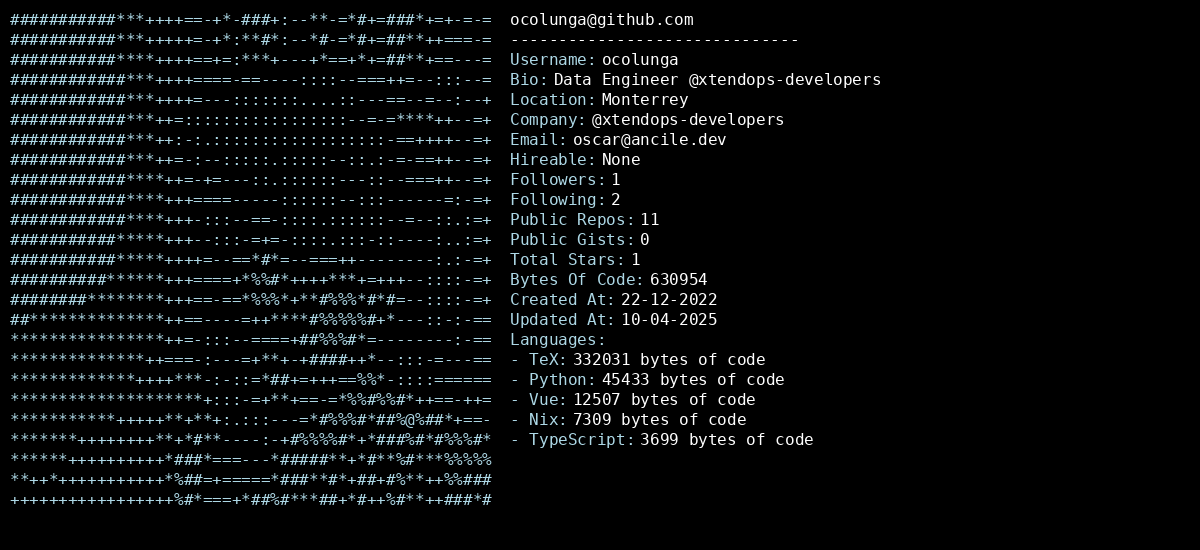 ocolunga@github.com
------------------------------
Username: ocolunga
Bio: Data Engineer @xtendops-developers
Location: Monterrey
Company: @xtendops-developers
Email: oscar@ancile.dev
Hireable: None
Followers: 1
Following: 2
Public Repos: 11
Public Gists: 0
Total Stars: 1
Bytes Of Code: 630954
Created At: 22-12-2022
Updated At: 10-04-2025
Languages:
- TeX: 332031 bytes of code
- Python: 45433 bytes of code
- Vue: 12507 bytes of code
- Nix: 7309 bytes of code
- TypeScript: 3699 bytes of code